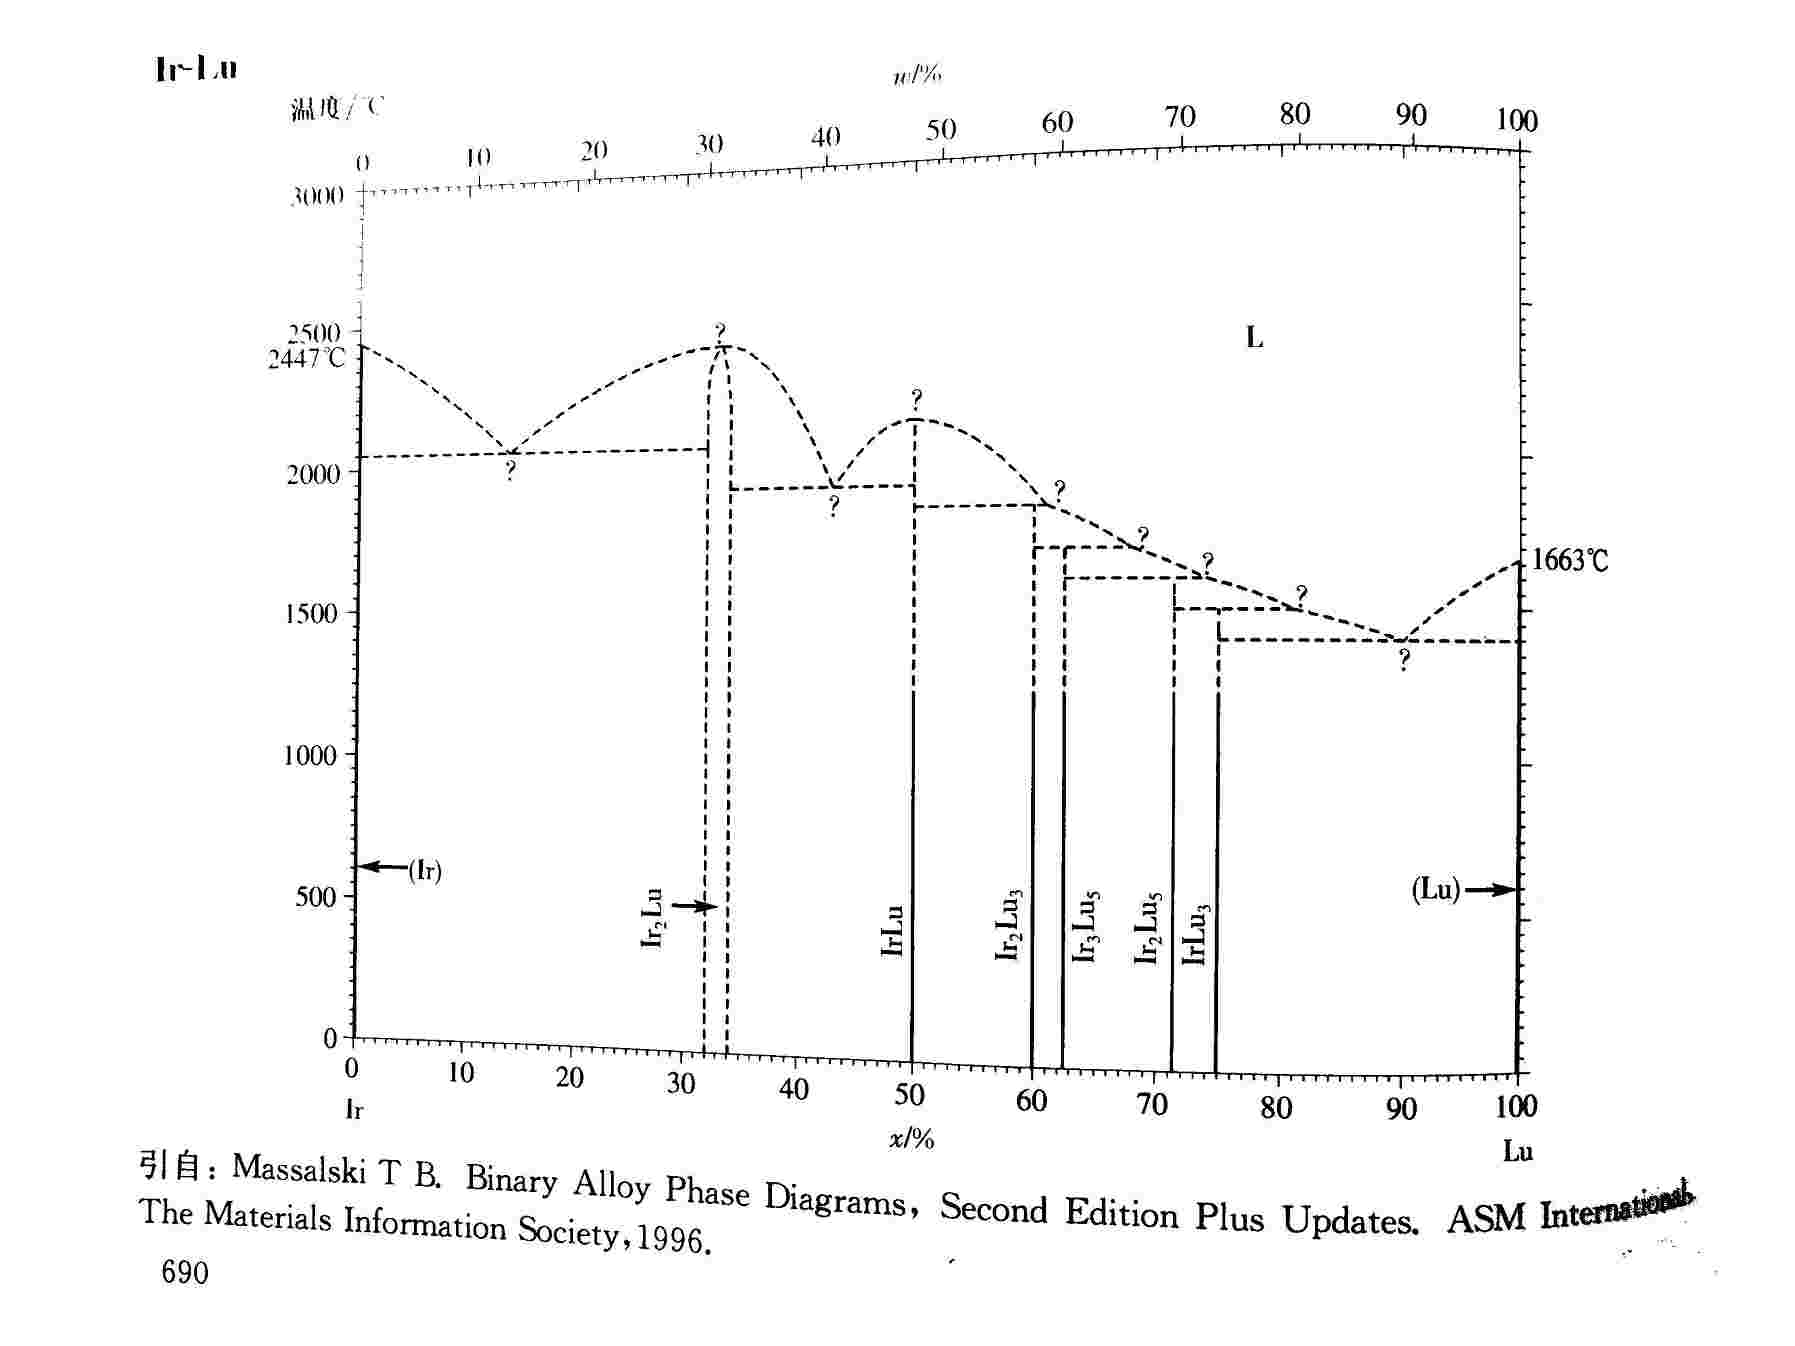 Ir-Lu
w/%
温度/℃
0 10 20 30 40 50 60 70 80 90 100
3000
2500
2447℃
2000
1500
1000
500
0
?
?
?
?
?
?
?
?
?
?
L
1663℃
(Ir)
Ir₂Lu
IrLu
Ir₂Lu₃
Ir₃Lu₅
Ir₂Lu₅
IrLu₃
(Lu)
0 10 20 30 40 50 60 70 80 90 100
Ir
x/%
Lu
引自: Massalski T B. Binary Alloy Phase Diagrams, Second Edition Plus Updates. ASM International.
The Materials Information Society,1996.
690